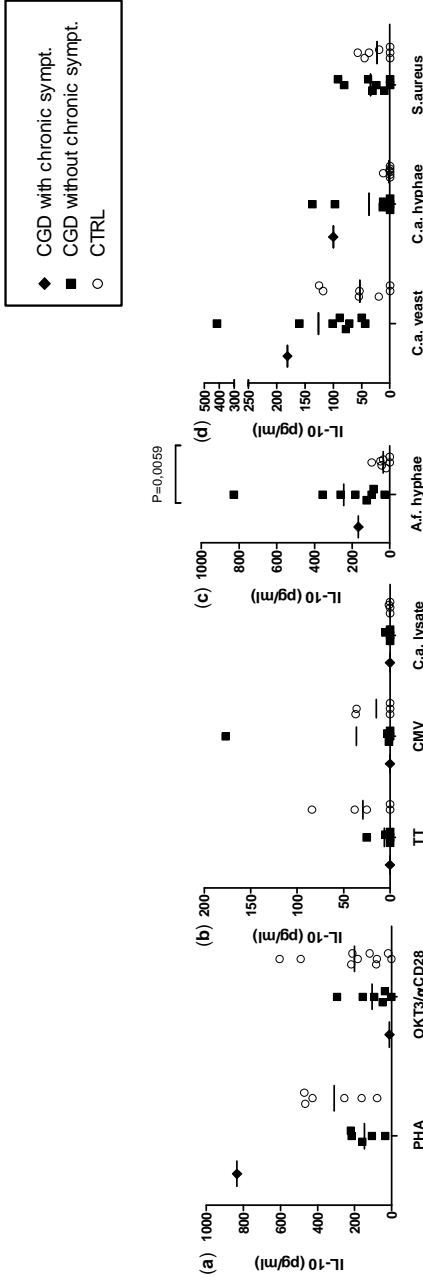 CGD with chronic sympt.
CGD without chronic sympt.
CTRL
(a)
IL-10 (pg/ml)
1000
800
600
400
200
0
PHA
OKT3/αCD28
(b)
IL-10 (pg/ml)
200
150
100
50
0
TT
CMV
C.a. lysate
(c)
P=0,0059
IL-10 (pg/ml)
1000
800
600
400
200
0
A.f. hyphae
(d)
IL-10 (pg/ml)
500
400
300
250
200
150
100
50
0
C.a. yeast
C.a. hyphae
S.aureus